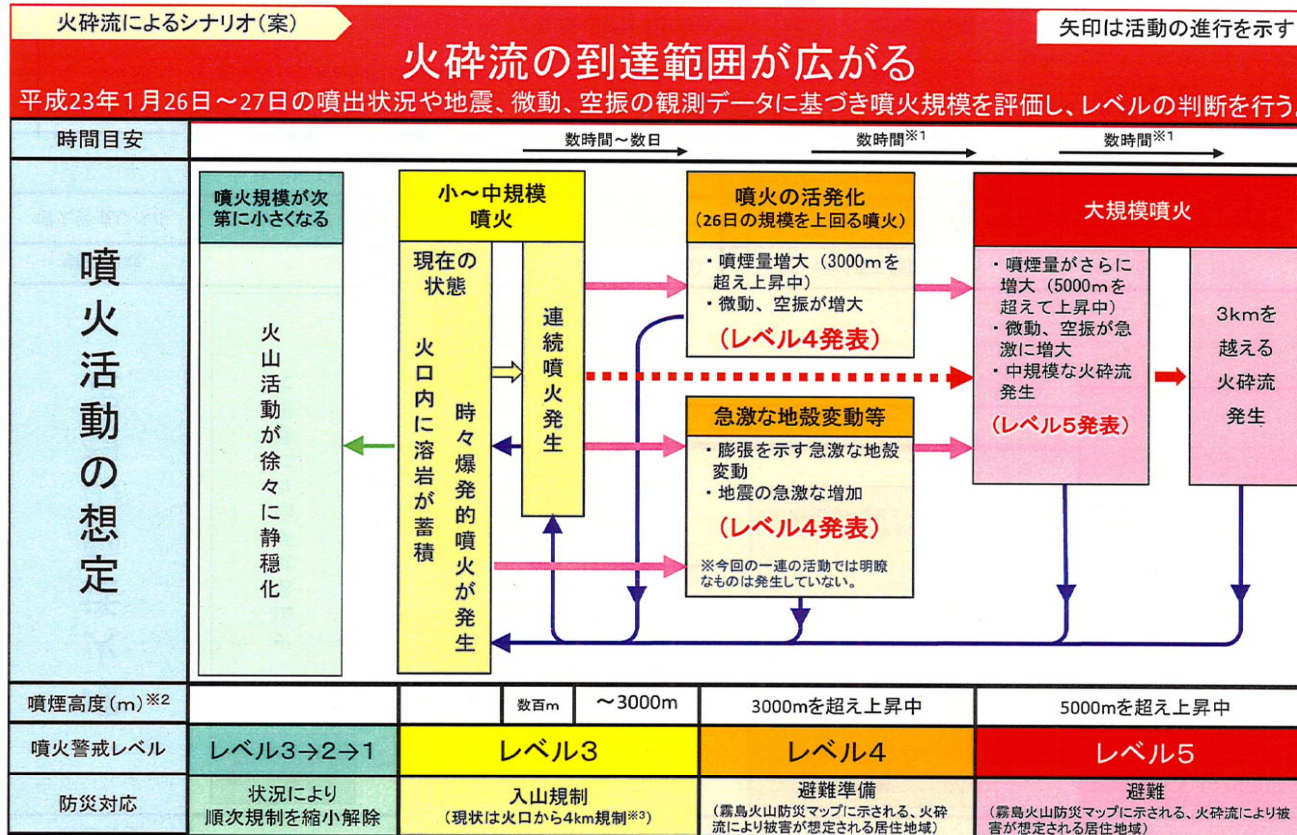 火砕流によるシナリオ(案)
矢印は活動の進行を示す
火砕流の到達範囲が広がる
平成23年1月26日～27日の噴出状況や地震、微動、空振の観測データに基づき噴火規模を評価し、レベルの判断を行う。
時間目安
数時間～数日
数時間※1
数時間※1
噴火活動の想定
噴火規模が次
第に小さくなる
火山活動が徐々に静穏化
小～中規模
噴火
現在の
状態
火口内に溶岩が蓄積
時々爆発的噴火が発生
連続噴火発生
噴火の活発化
(26日の規模を上回る噴火)
・噴煙量増大（3000mを
超え上昇中）
・微動、空振が増大
(レベル4発表)
急激な地殻変動等
・膨張を示す急激な地殻
変動
・地震の急激な増加
(レベル4発表)
※今回の一連の活動では明瞭
なものは発生していない。
大規模噴火
・噴煙量がさらに
増大（5000mを
超えて上昇中）
・微動、空振が急
激に増大
・中規模な火砕流
発生
(レベル5発表)
3kmを
越える
火砕流
発生
噴煙高度(m)※2
数百m
～3000m
3000mを超え上昇中
5000mを超え上昇中
噴火警戒レベル
レベル3→2→1
レベル3
レベル4
レベル5
防災対応
状況により
順次規制を縮小解除
入山規制
(現状は火口から4km規制※3)
避難準備
(霧島火山防災マップに示される、火砕
流により被害が想定される居住地域)
避難
(霧島火山防災マップに示される、火砕流により被
害が想定される居住地域)